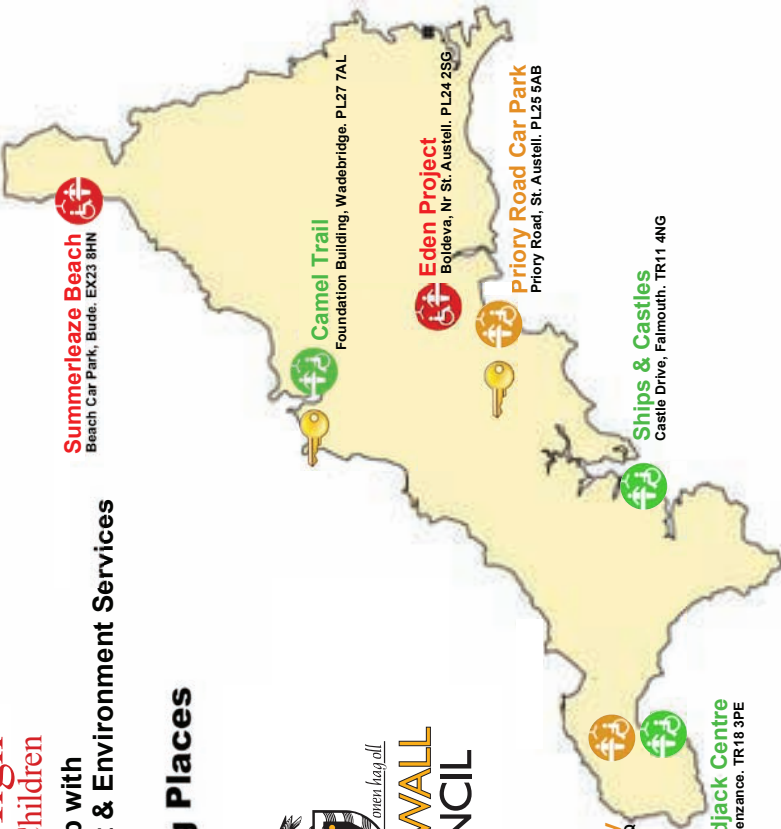 Children
with
& Environment Services
Places
onen hag oll
Summerleaze Beach
Beach Car Park, Bude. EX23 8HN
Camel Trail
Foundation Building, Wadebridge. PL27 7AL
Eden Project
Boldeva, Nr St. Austell. PL24 2SG
Priory Road Car Park
Priory Road, St. Austell. PL25 5AB
Ships & Castles
Castle Drive, Falmouth. TR11 4NG
djack Centre
enzance. TR18 3PE
WALL
NCIL